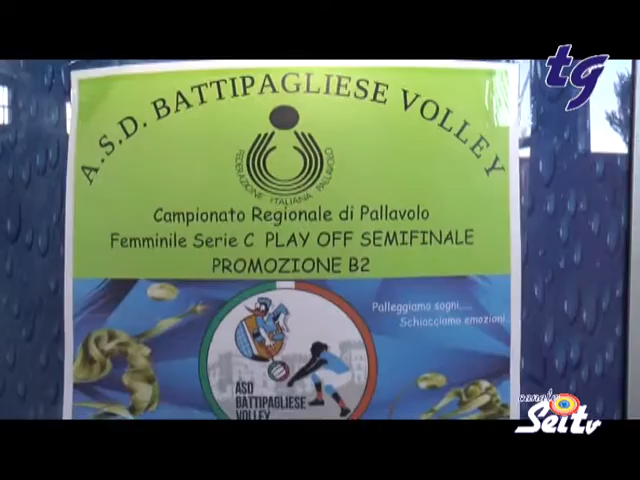 tg
A.S.D. BATTIPAGLIESE VOLLEY
FEDERAZIONE ITALIANA PALLAVOLO
Campionato Regionale di Pallavolo
Femminile Serie C PLAY OFF SEMIFINALE
PROMOZIONE B2
Palleggiamo sogni....
Schiacciamo emozioni..
ASD
BATTIPAGLIESE
VOLLEY
canale
Seitv